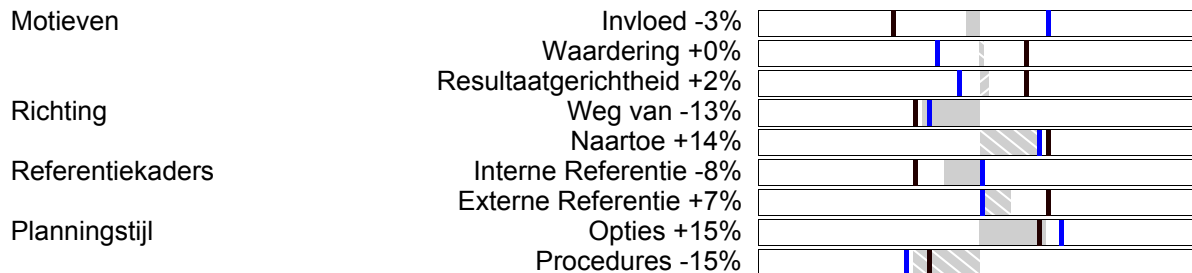 Motieven Invloed -3%
Waardering +0%
Resultaatgerichtheid +2%
Richting Weg van -13%
Naartoe +14%
Referentiekaders Interne Referentie -8%
Externe Referentie +7%
Planningstijl Opties +15%
Procedures -15%